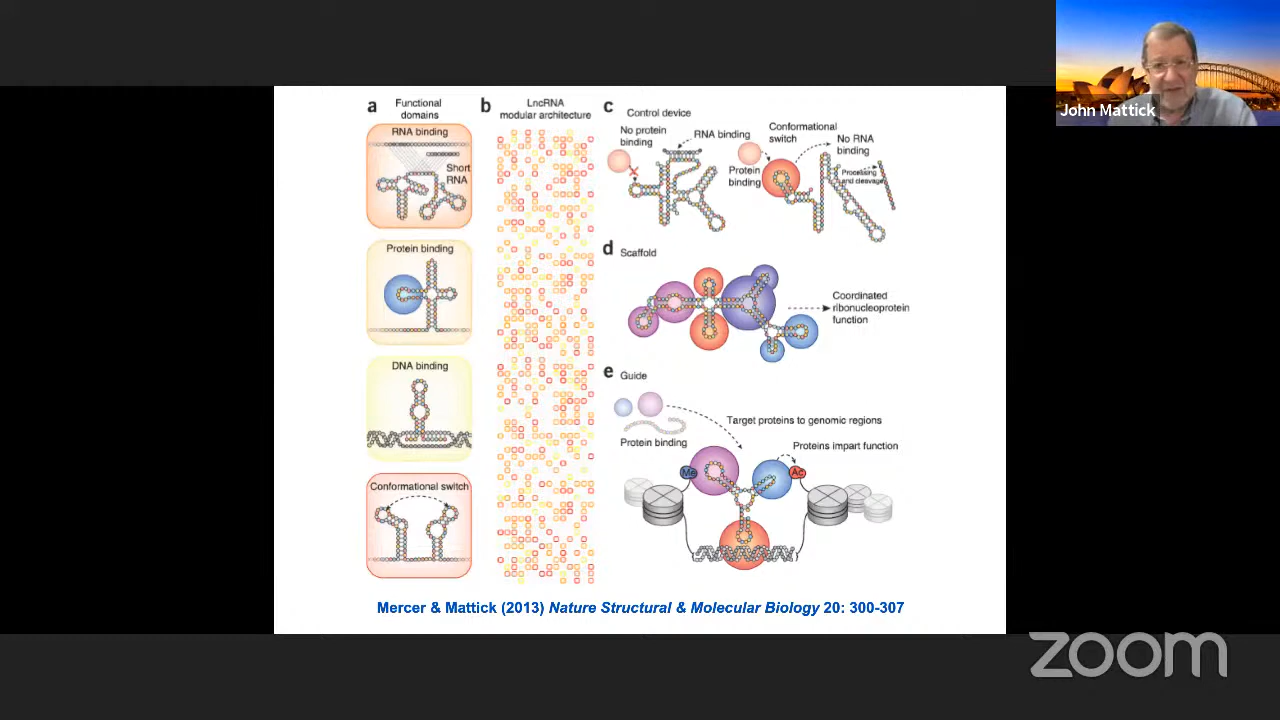 John Mattick
a
Functional
domains
RNA binding
Short
RNA
Protein binding
DNA binding
Conformational switch
b
LncRNA
modular architecture
c
Control device
No protein
binding
RNA binding
Protein
binding
Conformational
switch
No RNA
binding
Processing
and cleavage
d
Scaffold
Coordinated
ribonucleoprotein
function
e
Guide
Target proteins to genomic regions
Protein binding
Proteins impart function
Me
Ac
Mercer & Mattick (2013) Nature Structural & Molecular Biology 20: 300-307
zoom